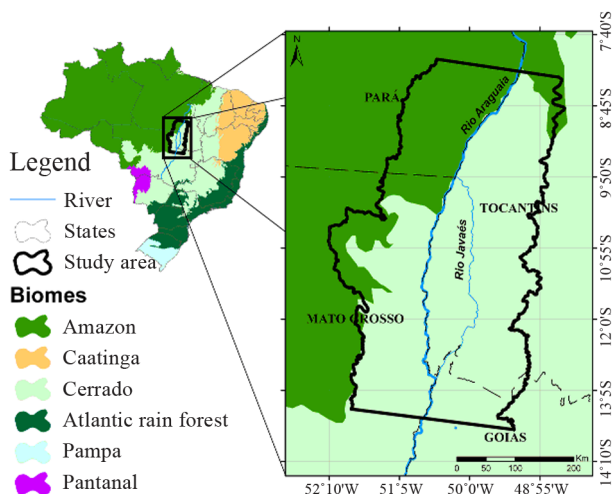 Legend
River
States
Study area
Biomes
Amazon
Caatinga
Cerrado
Atlantic rain forest
Pampa
Pantanal
N
PARÁ
Rio Araguaia
TOCANTINS
Rio Javaés
MATO GROSSO
GOIAS
Km
0 50 100 200
7°40'S
8°45'S
9°50'S
10°55'S
12°0'S
13°5'S
14°10'S
52°10'W 51°5'W 50°0'W 48°55'W